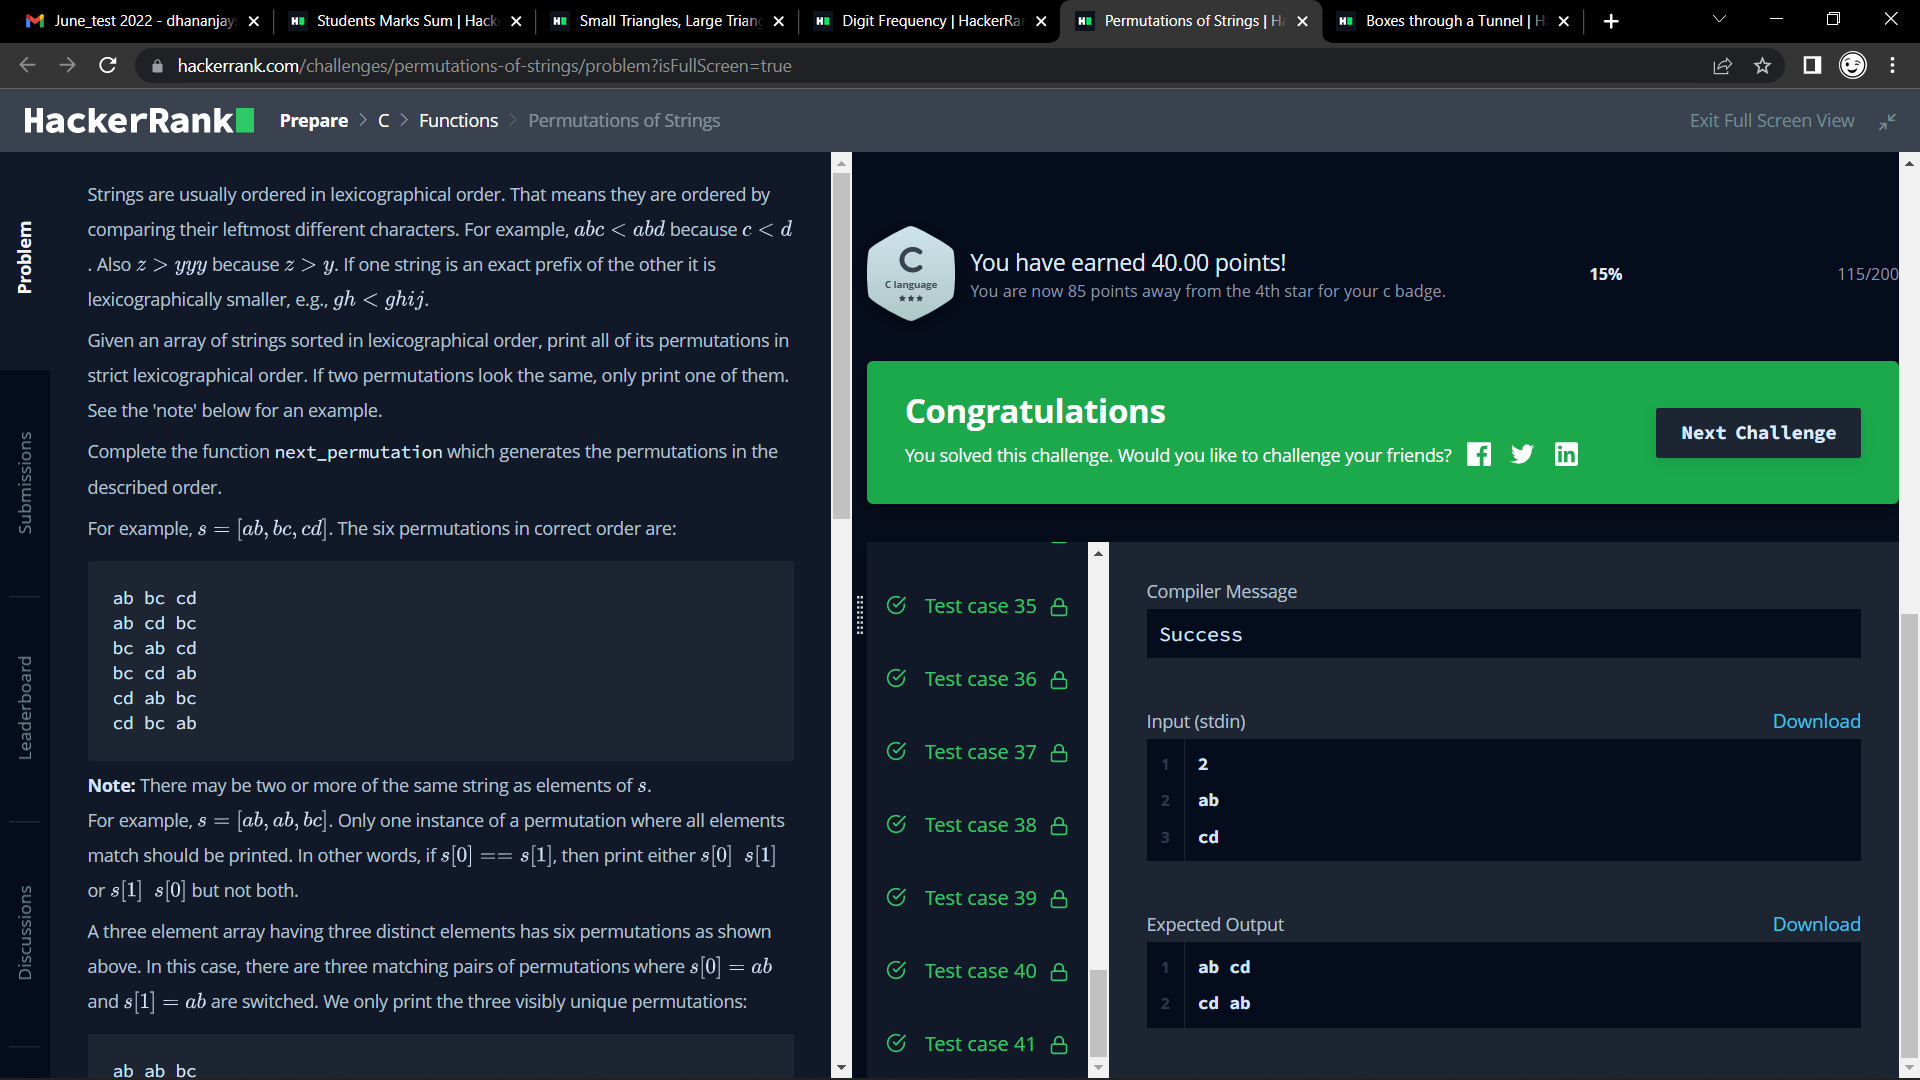 June_test 2022 - dhananjay
Students Marks Sum | Hack
Small Triangles, Large Triang
Digit Frequency | HackerRan
Permutations of Strings | Ha
Boxes through a Tunnel | H
hackerrank.com/challenges/permutations-of-strings/problem?isFullScreen=true
HackerRank
Prepare > C > Functions > Permutations of Strings
Exit Full Screen View
Problem
Submissions
Leaderboard
Discussions
Strings are usually ordered in lexicographical order. That means they are ordered by
comparing their leftmost different characters. For example, abc < abd because c < d
. Also z > yyy because z > y. If one string is an exact prefix of the other it is
lexicographically smaller, e.g., gh < ghij.
Given an array of strings sorted in lexicographical order, print all of its permutations in
strict lexicographical order. If two permutations look the same, only print one of them.
See the 'note' below for an example.
Complete the function next_permutation which generates the permutations in the
described order.
For example, s = [ab, bc, cd]. The six permutations in correct order are:
ab bc cd
ab cd bc
bc ab cd
bc cd ab
cd ab bc
cd bc ab
Note: There may be two or more of the same string as elements of s.
For example, s = [ab, ab, bc]. Only one instance of a permutation where all elements
match should be printed. In other words, if s[0] == s[1], then print either s[0] s[1]
or s[1] s[0] but not both.
A three element array having three distinct elements has six permutations as shown
above. In this case, there are three matching pairs of permutations where s[0] = ab
and s[1] = ab are switched. We only print the three visibly unique permutations:
ab ab bc
C
C language
You have earned 40.00 points!
You are now 85 points away from the 4th star for your c badge.
15%
115/200
Congratulations
You solved this challenge. Would you like to challenge your friends?
Next Challenge
Test case 35
Test case 36
Test case 37
Test case 38
Test case 39
Test case 40
Test case 41
Compiler Message
Success
Input (stdin)
Download
1 2
2 ab
3 cd
Expected Output
Download
1 ab cd
2 cd ab